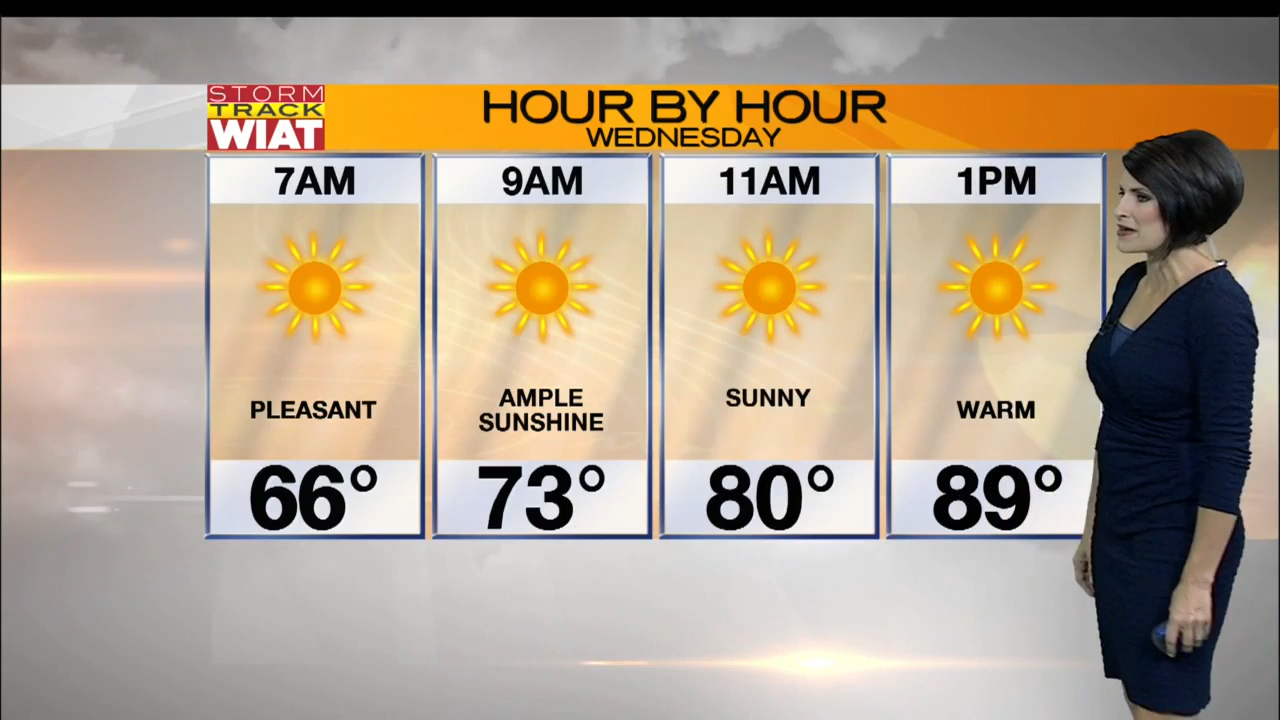 STORM
TRACK
WIAT
HOUR BY HOUR
WEDNESDAY
7AM
9AM
11AM
1PM
PLEASANT
AMPLE
SUNSHINE
SUNNY
WARM
66°
73°
80°
89°